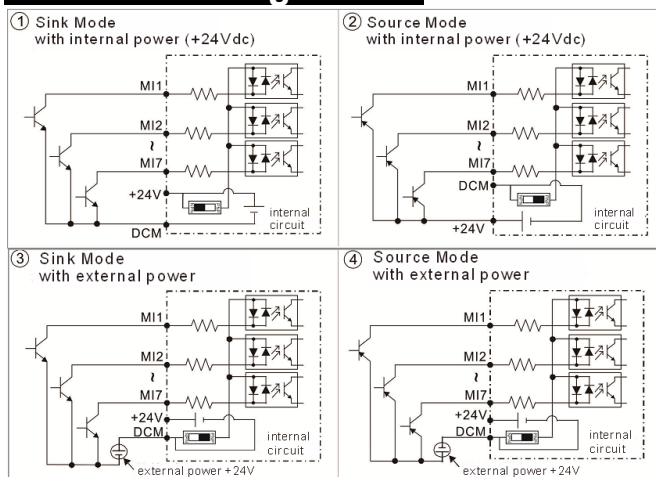 ① Sink Mode
with internal power (+24Vdc)
MI1
MI2
~
MI7
+24V
DCM
internal
circuit
② Source Mode
with internal power (+24Vdc)
MI1
MI2
~
MI7
DCM
+24V
internal
circuit
③ Sink Mode
with external power
MI1
MI2
~
MI7
+24V
DCM
internal
circuit
external power +24V
④ Source Mode
with external power
MI1
MI2
~
MI7
+24V
DCM
internal
circuit
external power +24V